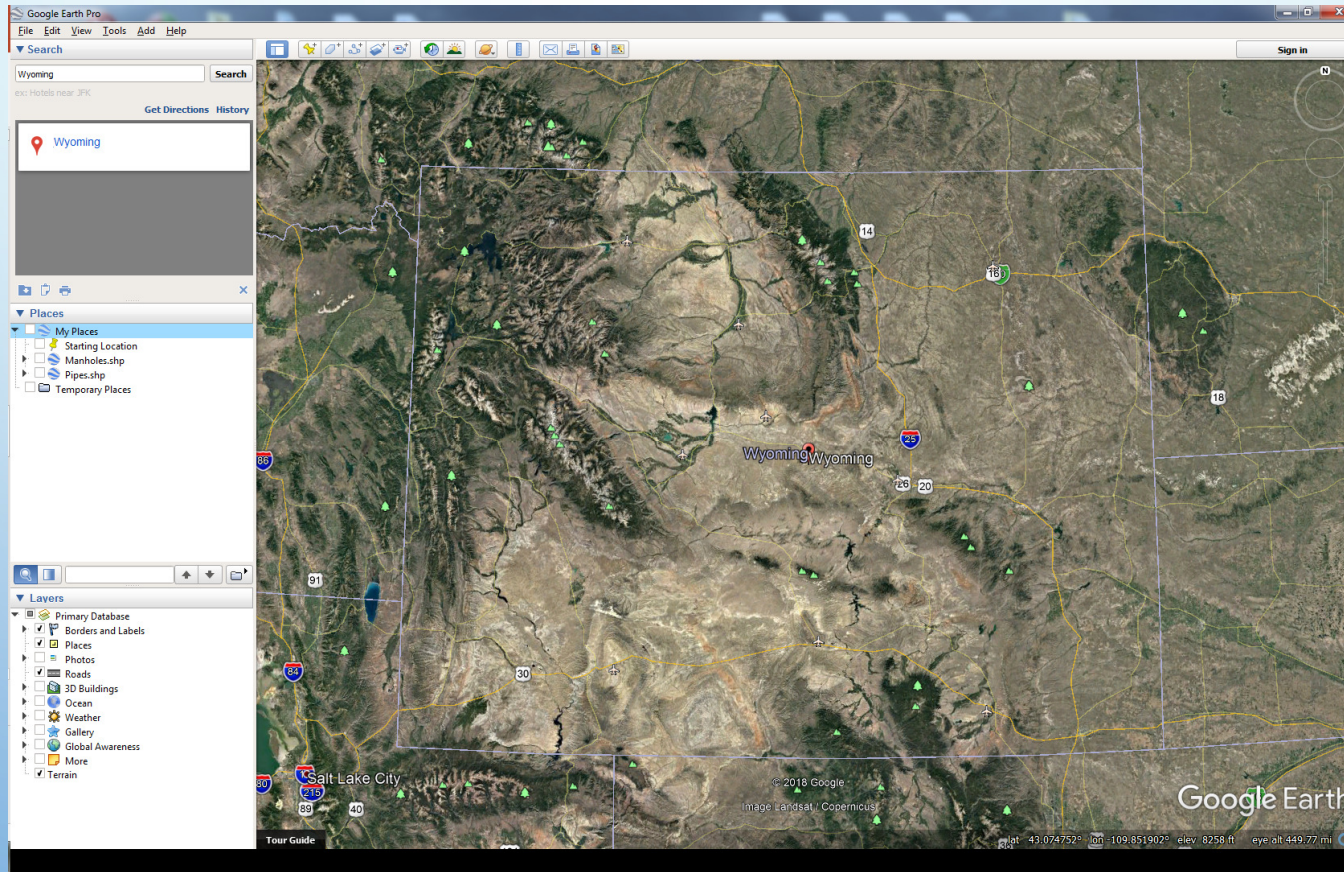 Google Earth Pro
File Edit View Tools Add Help
Search
Wyoming Search
ex: Hotels near JFK
Get Directions History
Wyoming
Places
My Places
Starting Location
Manholes.shp
Pipes.shp
Temporary Places
Layers
Primary Database
Borders and Labels
Places
Photos
Roads
3D Buildings
Ocean
Weather
Gallery
Global Awareness
More
Terrain
Sign in
N
14
16
18
86
25
Wyoming Wyoming
26 20
91
84
30
Salt Lake City
80
215
89 40
© 2018 Google
Image Landsat / Copernicus
Google Earth
Tour Guide
lat 43.074752° lon -109.851902° elev 8258 ft eye alt 449.77 mi